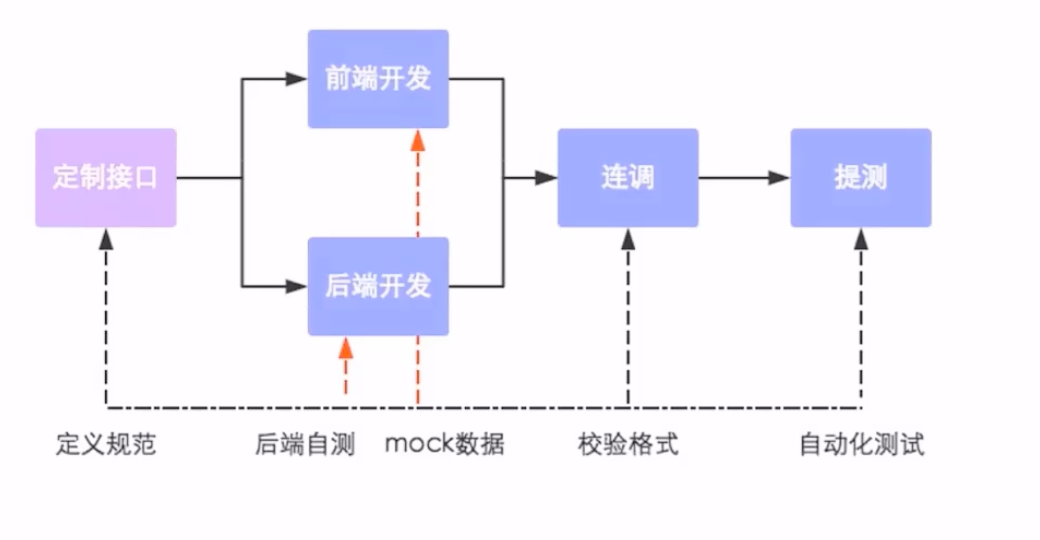 前端开发
定制接口
连调
提测
后端开发
定义规范
后端自测
mock数据
校验格式
自动化测试